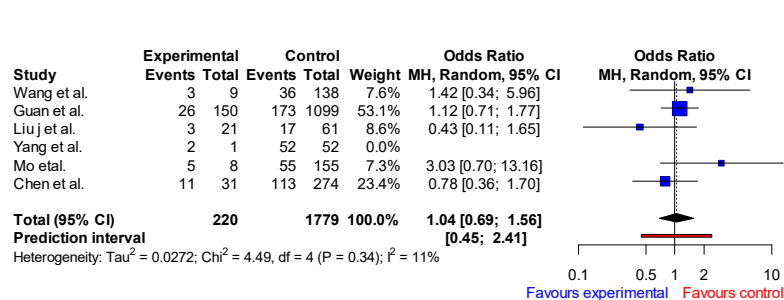 Experimental Control Odds Ratio Odds Ratio
Study Events Total Events Total Weight MH, Random, 95% CI MH, Random, 95% CI
Wang et al. 3 9 36 138 7.6% 1.42 [0.34; 5.96]
Guan et al. 26 150 173 1099 53.1% 1.12 [0.71; 1.77]
Liu j et al. 3 21 17 61 8.6% 0.43 [0.11; 1.65]
Yang et al. 2 1 52 52 0.0%
Mo etal. 5 8 55 155 7.3% 3.03 [0.70; 13.16]
Chen et al. 11 31 113 274 23.4% 0.78 [0.36; 1.70]
Total (95% CI) 220 1779 100.0% 1.04 [0.69; 1.56]
Prediction interval [0.45; 2.41]
Heterogeneity: Tau² = 0.0272; Chi² = 4.49, df = 4 (P = 0.34); I² = 11%
0.1 0.5 1 2 10
Favours experimental Favours control